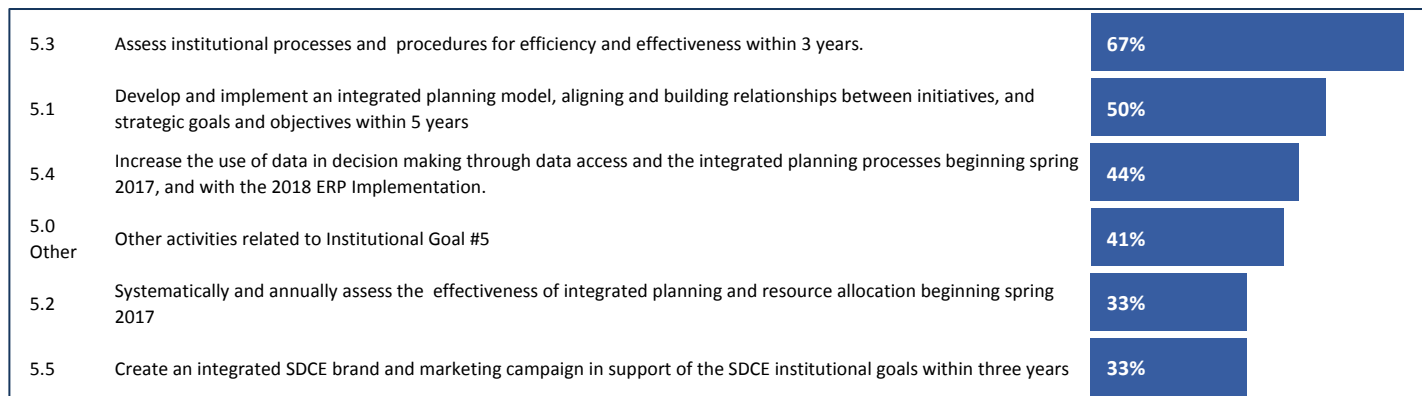 5.3 Assess institutional processes and  procedures for efficiency and effectiveness within 3 years. 67%
5.1 Develop and implement an integrated planning model, aligning and building relationships between initiatives, and
strategic goals and objectives within 5 years 50%
5.4 Increase the use of data in decision making through data access and the integrated planning processes beginning spring
2017, and with the 2018 ERP Implementation. 44%
5.0
Other Other activities related to Institutional Goal #5 41%
5.2 Systematically and annually assess the  effectiveness of integrated planning and resource allocation beginning spring
2017 33%
5.5 Create an integrated SDCE brand and marketing campaign in support of the SDCE institutional goals within three years 33%